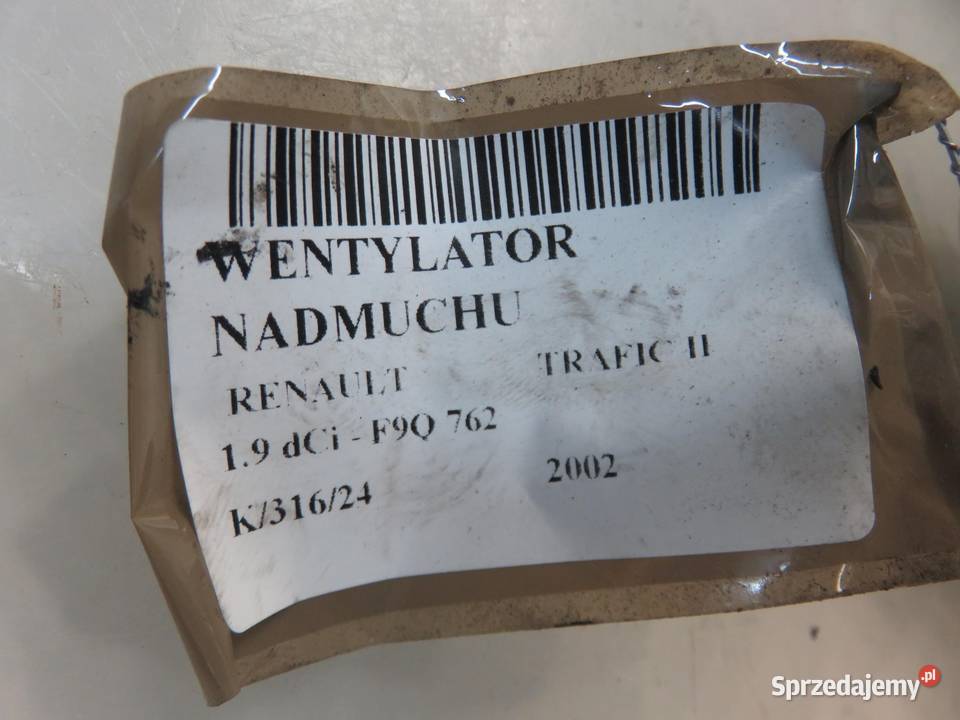 WENTYLATOR
NADMUCHU
RENAULT TRAFIC II
1.9 dCi - F9Q 762
K/316/24 2002
Sprzedajemy.pl